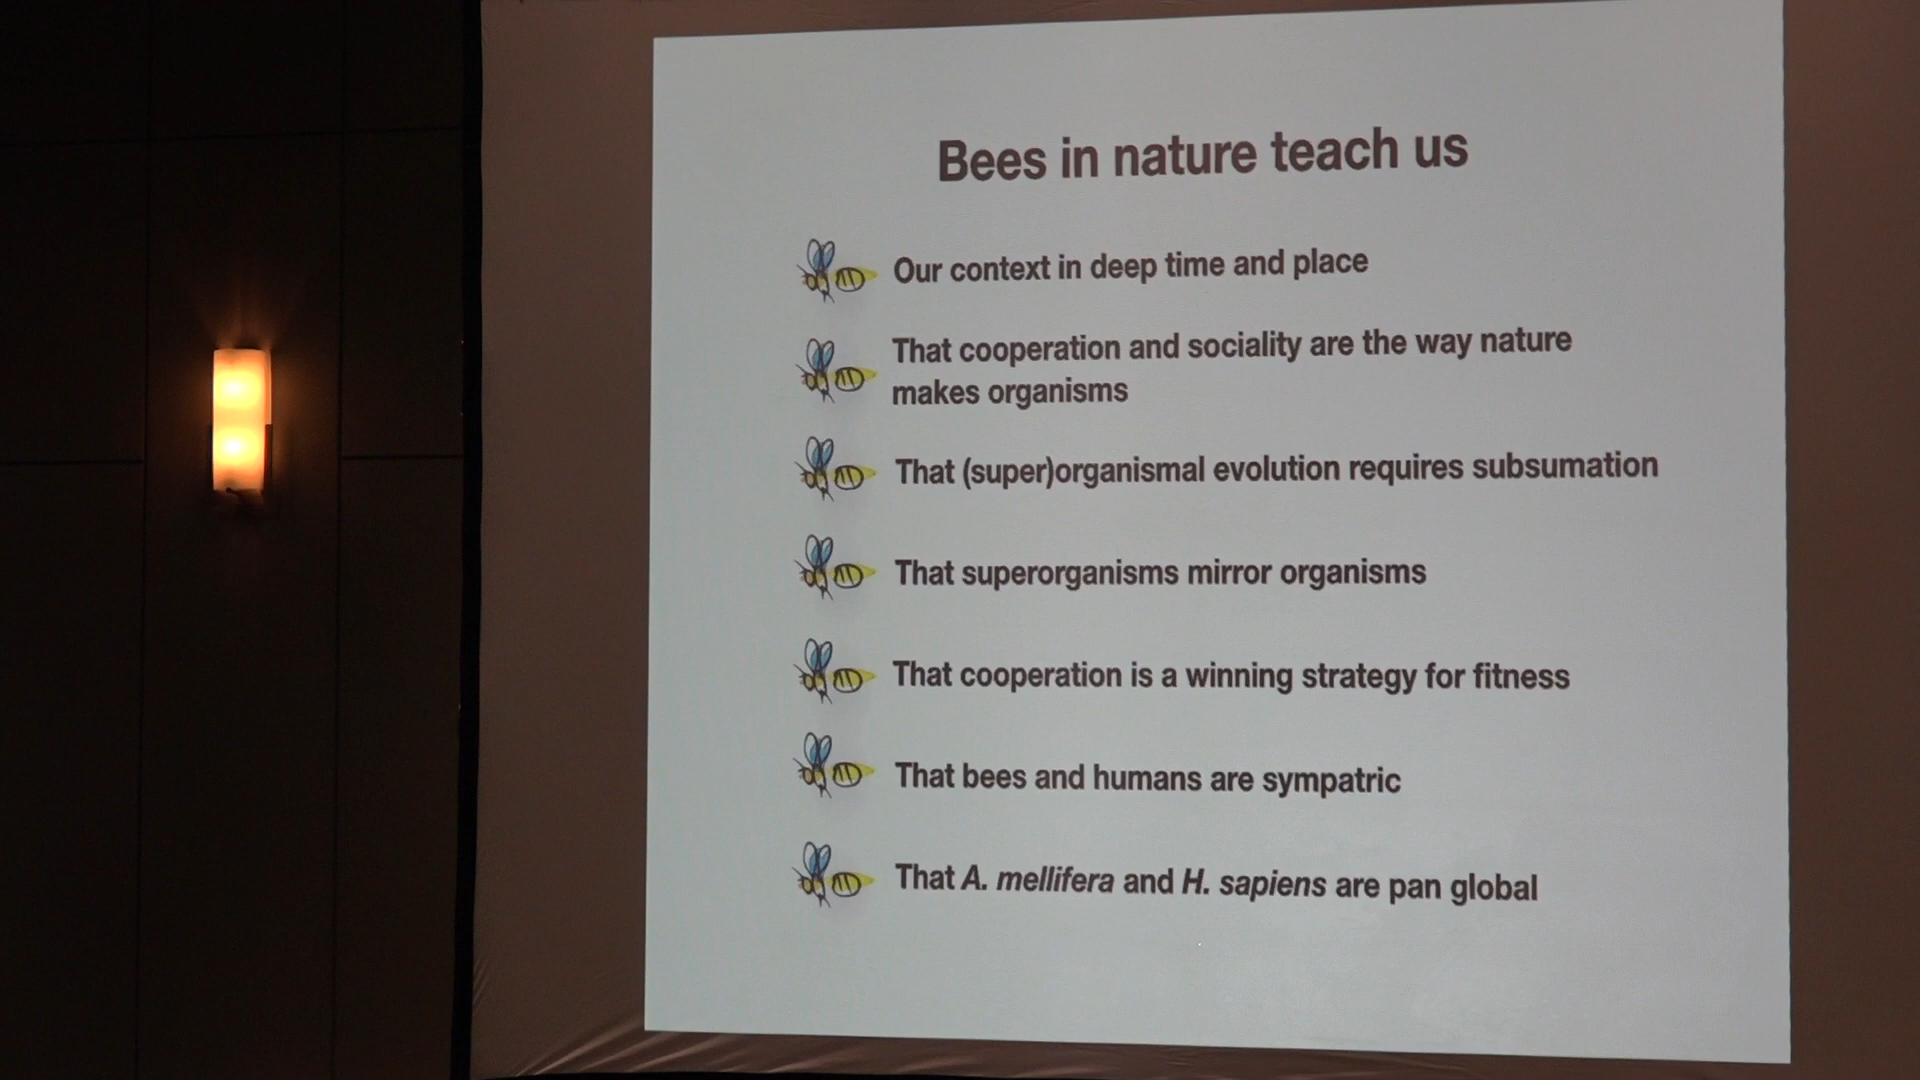 Bees in nature teach us
Our context in deep time and place
That cooperation and sociality are the way nature
makes organisms
That (super)organismal evolution requires subsumation
That superorganisms mirror organisms
That cooperation is a winning strategy for fitness
That bees and humans are sympatric
That A. mellifera and H. sapiens are pan global